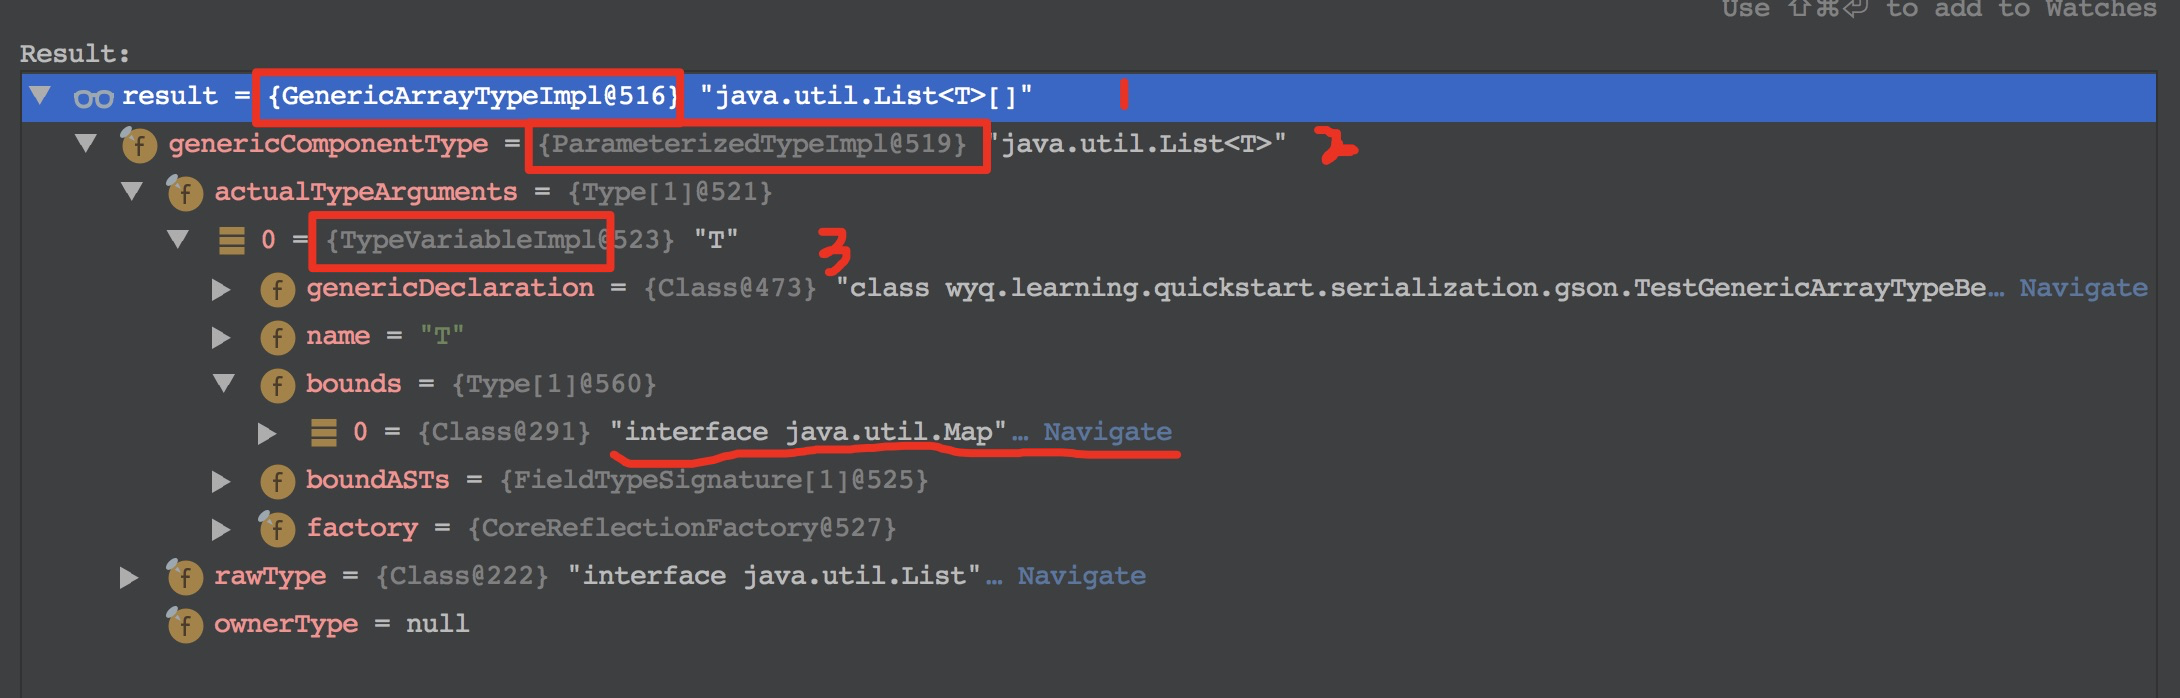 Use ⇧⌘⏎ to add to Watches
Result:
result = {GenericArrayTypeImpl@516} "java.util.List<T>[]" 1
f genericComponentType = {ParameterizedTypeImpl@519} "java.util.List<T>" 2
f actualTypeArguments = {Type[1]@521}
0 = {TypeVariableImpl@523} "T" 3
f genericDeclaration = {Class@473} "class wyq.learning.quickstart.serialization.gson.TestGenericArrayTypeBe... Navigate
f name = "T"
f bounds = {Type[1]@560}
0 = {Class@291} "interface java.util.Map"... Navigate
f boundASTs = {FieldTypeSignature[1]@525}
f factory = {CoreReflectionFactory@527}
f rawType = {Class@222} "interface java.util.List"... Navigate
f ownerType = null